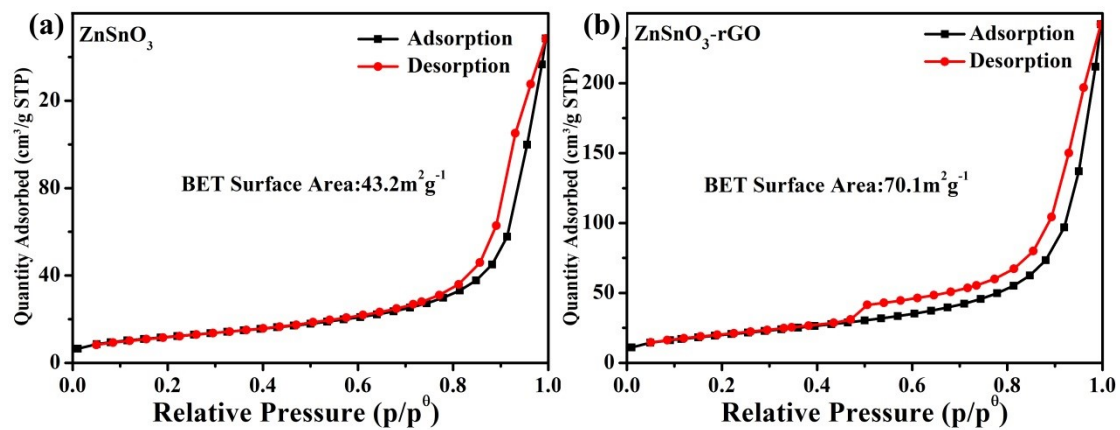 (a)
ZnSnO₃
Adsorption
Desorption
BET Surface Area:43.2m²g⁻¹
Quantity Adsorbed (cm³/g STP)
20
80
40
0
0.0 0.2 0.4 0.6 0.8 1.0
Relative Pressure (p/p^θ)
(b)
ZnSnO₃-rGO
Adsorption
Desorption
BET Surface Area:70.1m²g⁻¹
Quantity Adsorbed (cm³/g STP)
200
150
100
50
0
0.0 0.2 0.4 0.6 0.8 1.0
Relative Pressure (p/p^θ)